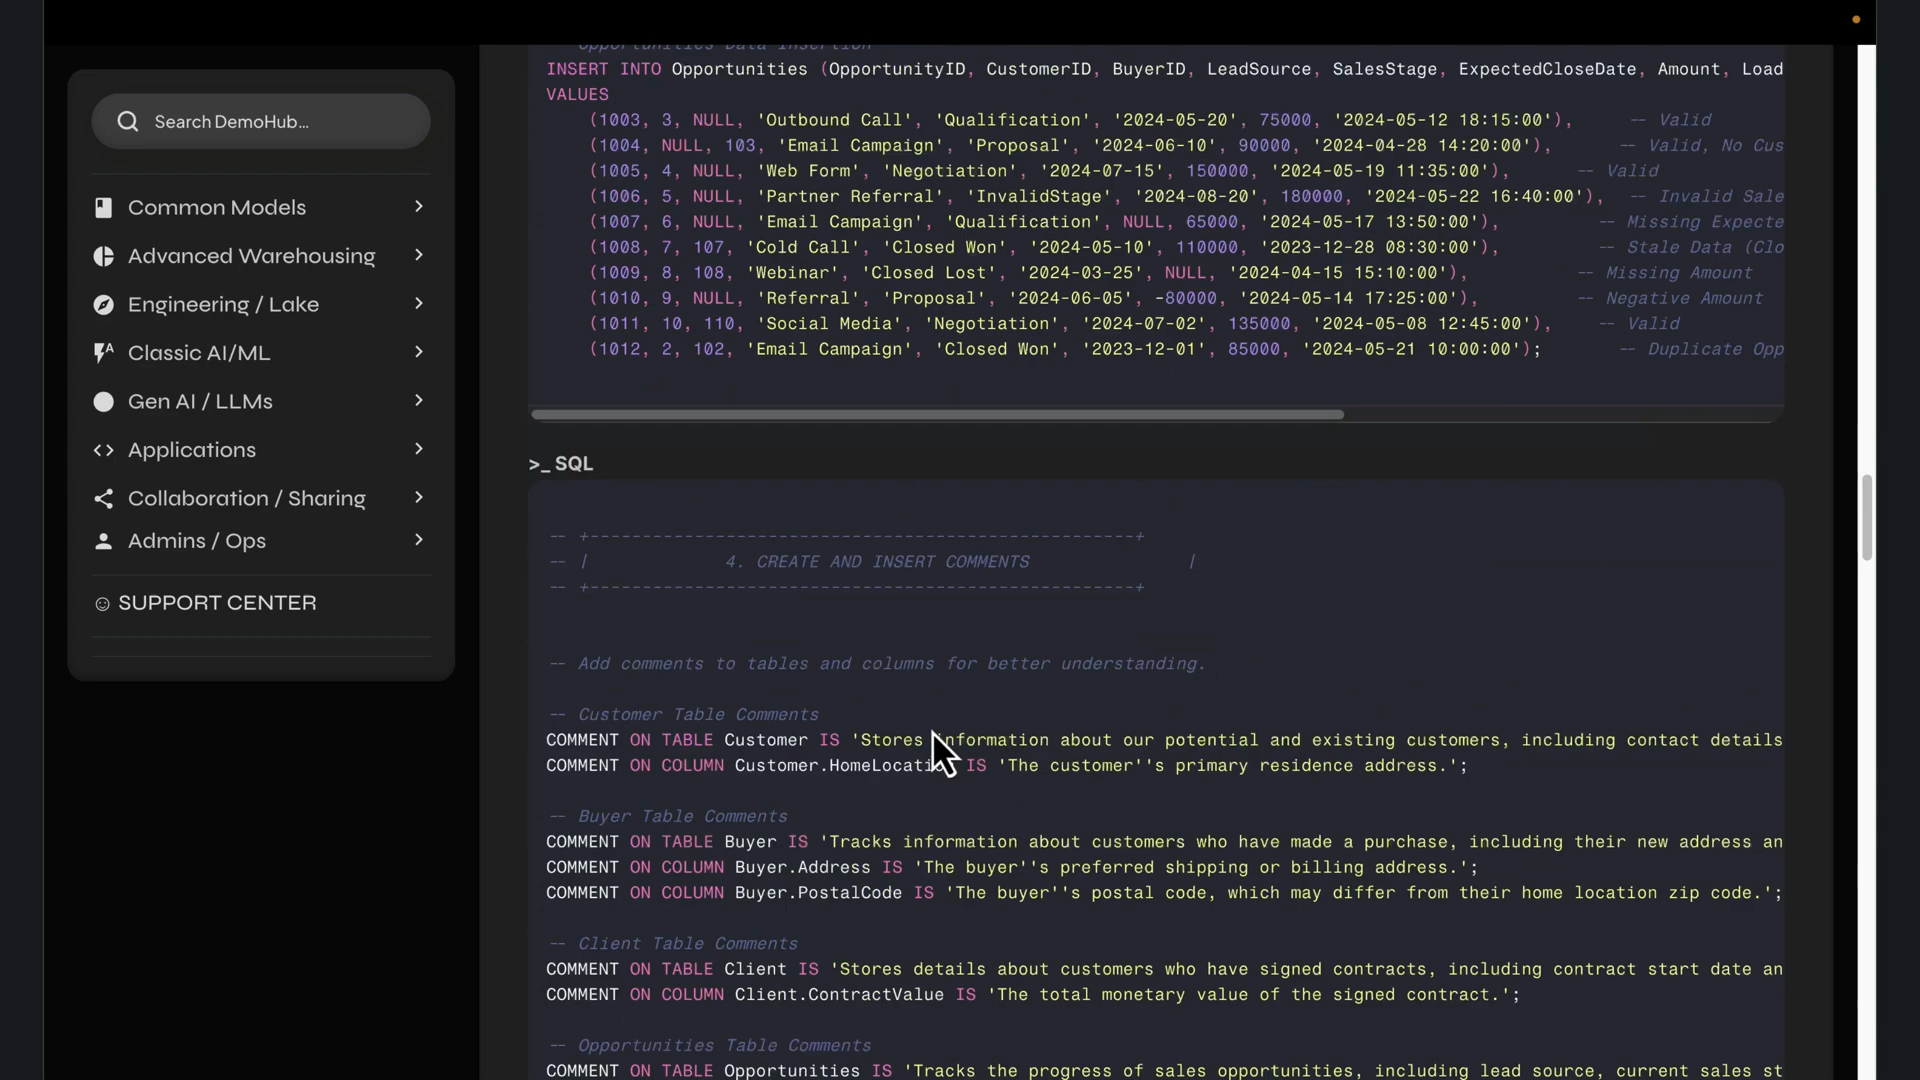 Search DemoHub...
Common Models
Advanced Warehousing
Engineering / Lake
Classic AI/ML
Gen AI / LLMs
Applications
Collaboration / Sharing
Admins / Ops
SUPPORT CENTER
Opportunities Data Insertion
INSERT INTO Opportunities (OpportunityID, CustomerID, BuyerID, LeadSource, SalesStage, ExpectedCloseDate, Amount, Load
VALUES
(1003, 3, NULL, 'Outbound Call', 'Qualification', '2024-05-20', 75000, '2024-05-12 18:15:00'), -- Valid
(1004, NULL, 103, 'Email Campaign', 'Proposal', '2024-06-10', 90000, '2024-04-28 14:20:00'), -- Valid, No Cus
(1005, 4, NULL, 'Web Form', 'Negotiation', '2024-07-15', 150000, '2024-05-19 11:35:00'), -- Valid
(1006, 5, NULL, 'Partner Referral', 'InvalidStage', '2024-08-20', 180000, '2024-05-22 16:40:00'), -- Invalid Sale
(1007, 6, NULL, 'Email Campaign', 'Qualification', NULL, 65000, '2024-05-17 13:50:00'), -- Missing Expecte
(1008, 7, 107, 'Cold Call', 'Closed Won', '2024-05-10', 110000, '2023-12-28 08:30:00'), -- Stale Data (Clo
(1009, 8, 108, 'Webinar', 'Closed Lost', '2024-03-25', NULL, '2024-04-15 15:10:00'), -- Missing Amount
(1010, 9, NULL, 'Referral', 'Proposal', '2024-06-05', -80000, '2024-05-14 17:25:00'), -- Negative Amount
(1011, 10, 110, 'Social Media', 'Negotiation', '2024-07-02', 135000, '2024-05-08 12:45:00'), -- Valid
(1012, 2, 102, 'Email Campaign', 'Closed Won', '2023-12-01', 85000, '2024-05-21 10:00:00'); -- Duplicate Opp
>_ SQL
-- +----------------------------------------------------+
-- | 4. CREATE AND INSERT COMMENTS |
-- +----------------------------------------------------+
-- Add comments to tables and columns for better understanding.
-- Customer Table Comments
COMMENT ON TABLE Customer IS 'Stores information about our potential and existing customers, including contact details
COMMENT ON COLUMN Customer.HomeLocation IS 'The customer''s primary residence address.';
-- Buyer Table Comments
COMMENT ON TABLE Buyer IS 'Tracks information about customers who have made a purchase, including their new address an
COMMENT ON COLUMN Buyer.Address IS 'The buyer''s preferred shipping or billing address.';
COMMENT ON COLUMN Buyer.PostalCode IS 'The buyer''s postal code, which may differ from their home location zip code.';
-- Client Table Comments
COMMENT ON TABLE Client IS 'Stores details about customers who have signed contracts, including contract start date an
COMMENT ON COLUMN Client.ContractValue IS 'The total monetary value of the signed contract.';
-- Opportunities Table Comments
COMMENT ON TABLE Opportunities IS 'Tracks the progress of sales opportunities, including lead source, current sales st